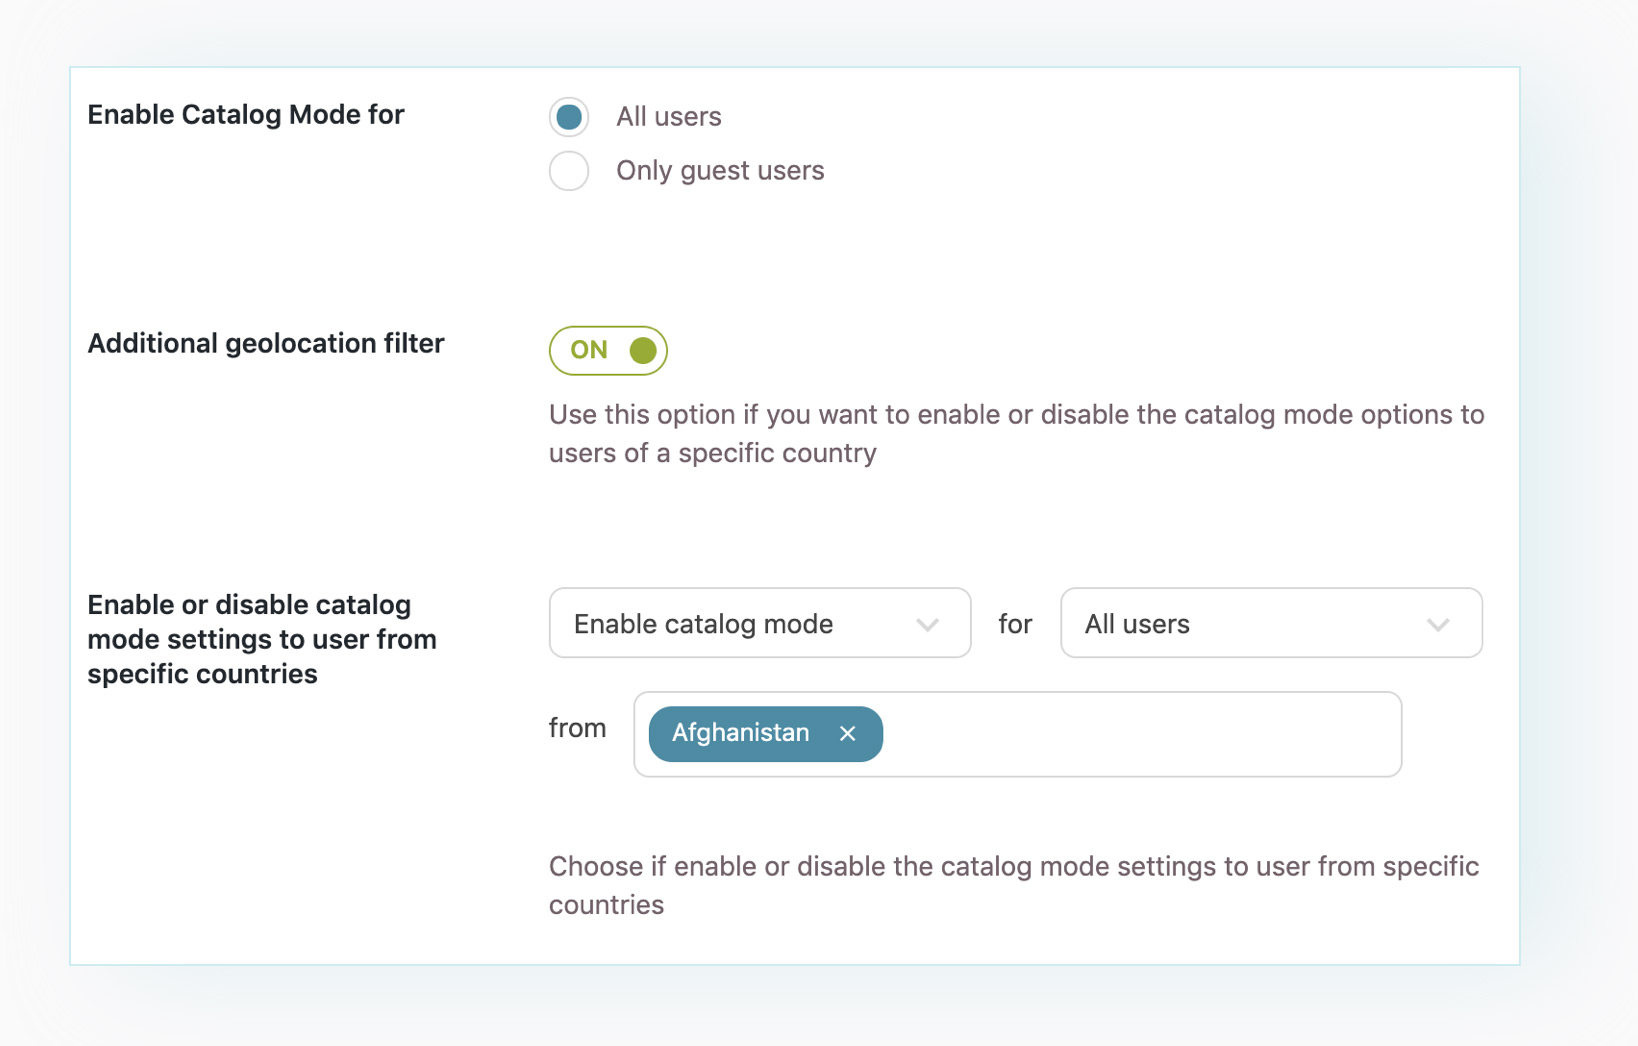 Enable Catalog Mode for
All users
Only guest users
Additional geolocation filter
ON
Use this option if you want to enable or disable the catalog mode options to
users of a specific country
Enable or disable catalog
mode settings to user from
specific countries
Enable catalog mode for All users
from Afghanistan ×
Choose if enable or disable the catalog mode settings to user from specific
countries